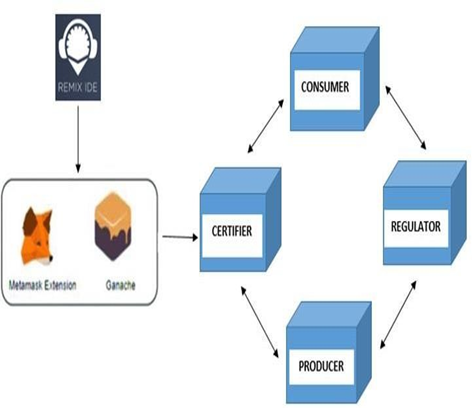 REMIX IDE
CONSUMER
CERTIFIER
REGULATOR
Metamask Extension
Ganache
PRODUCER